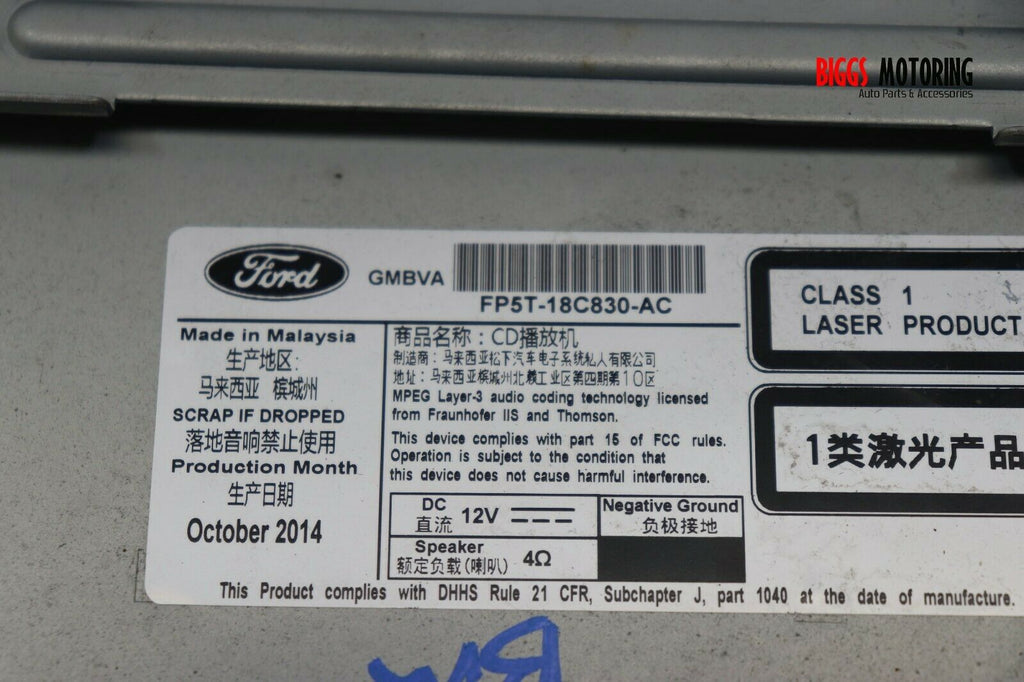 BIGGS MOTORING
Auto Parts & Accessories
Ford
GMBVA
FP5T-18C830-AC
Made in Malaysia
生产地区:
马来西亚 槟城州
SCRAP IF DROPPED
落地音响禁止使用
Production Month
生产日期
October 2014
商品名称: CD播放机
制造商: 马来西亚松下汽车电子系统私人有限公司
地址: 马来西亚槟城州北赖工业区第四期第10区
MPEG Layer-3 audio coding technology licensed
from Fraunhofer IIS and Thomson.
This device complies with part 15 of FCC rules.
Operation is subject to the condition that
this device does not cause harmful interference.
DC
直流 12V
Negative Ground
负极接地
Speaker
额定负载(喇叭) 4Ω
CLASS 1
LASER PRODUCT
1类激光产品
This Product complies with DHHS Rule 21 CFR, Subchapter J, part 1040 at the date of manufacture.